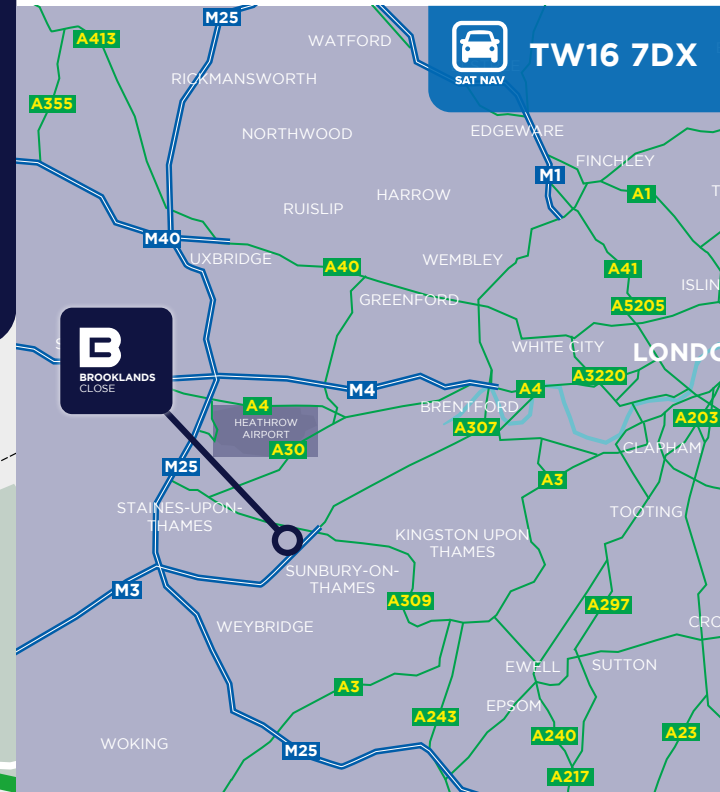 M25
A413
WATFORD
SAT NAV
TW16 7DX
RICKMANSWORTH
A355
NORTHWOOD
EDGEWARE
FINCHLEY
M1
A1
HARROW
RUISLIP
M40
UXBRIDGE
A40
WEMBLEY
A41
GREENFORD
A5205
WHITE CITY
BROOKLANDS
CLOSE
M4
A4
A3220
BRENTFORD
A4
A203
HEATHROW
AIRPORT
A307
A30
CLAPHAM
M25
A3
STAINES-UPON-
THAMES
TOOTING
KINGSTON UPON
THAMES
SUNBURY-ON-
THAMES
M3
A309
A297
WEYBRIDGE
EWELL
SUTTON
A3
EPSOM
A243
A240
A23
WOKING
M25
A217